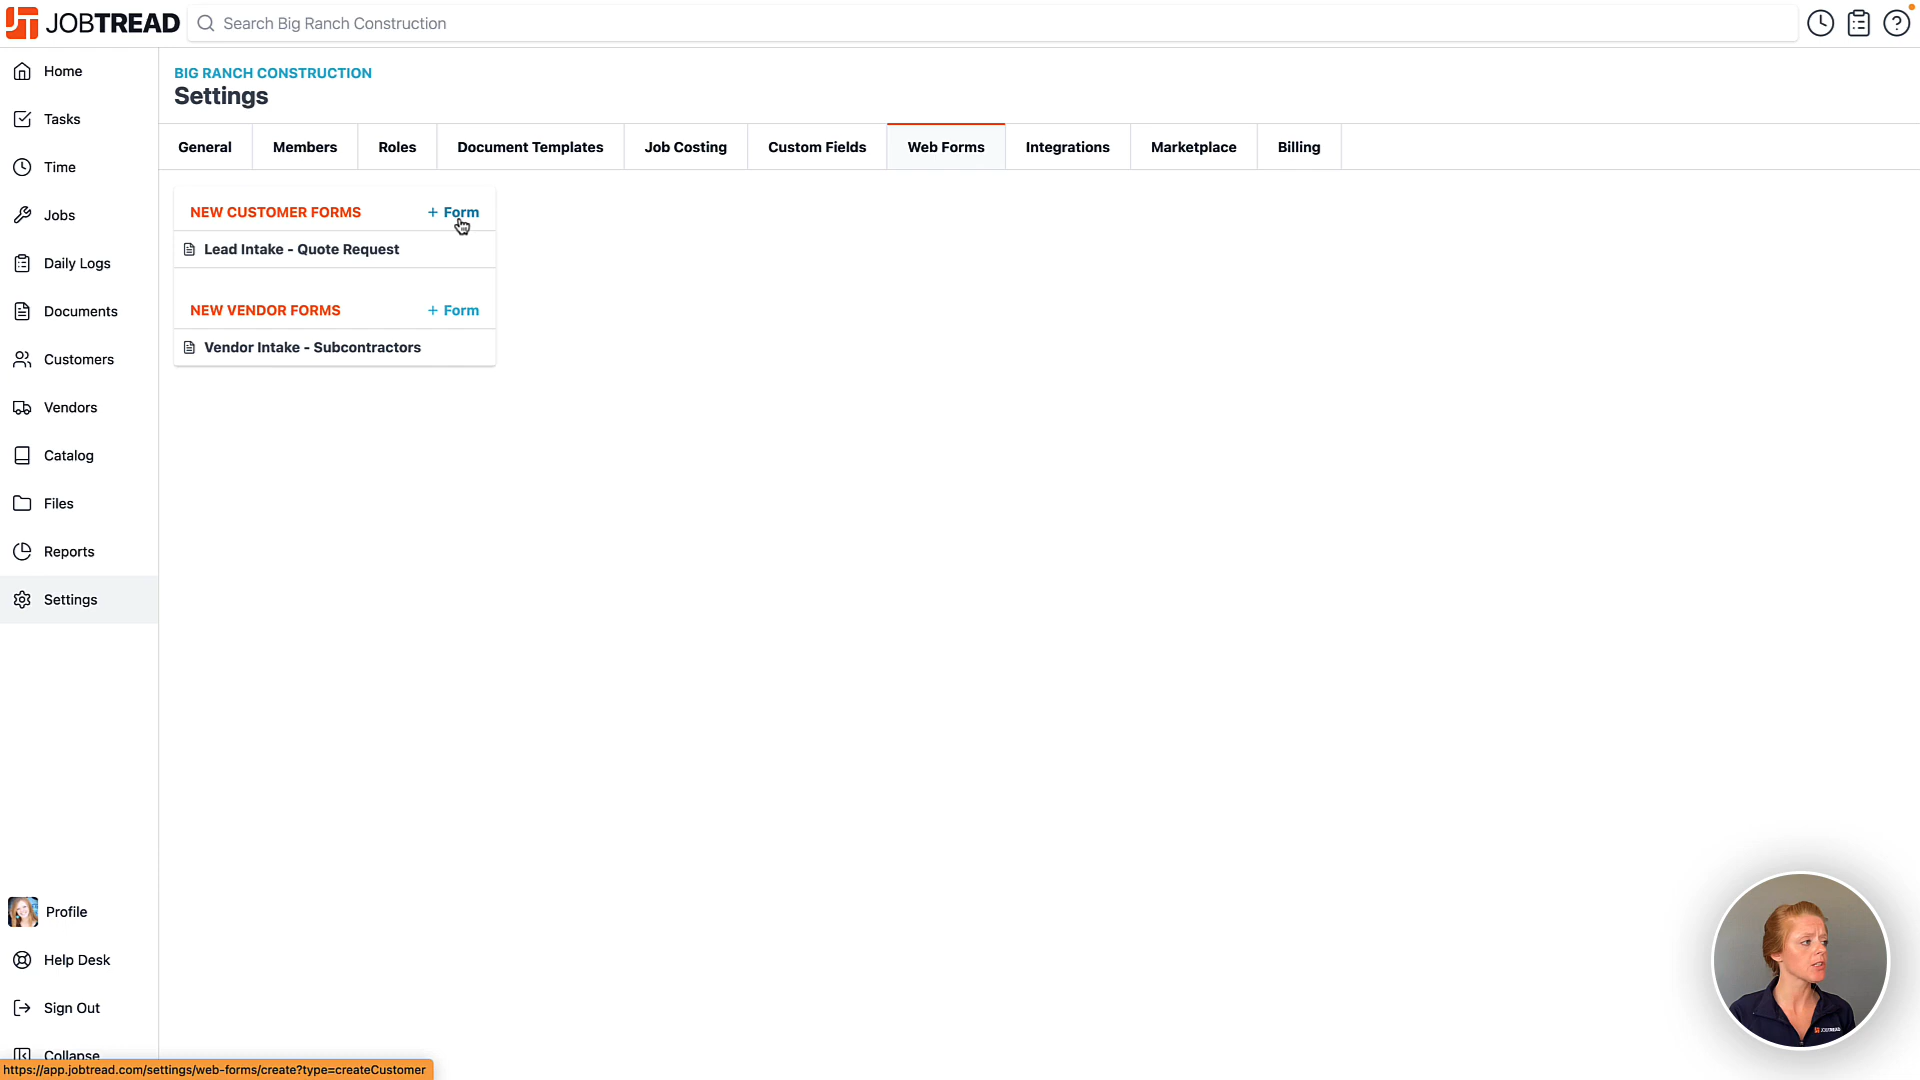 JOBTREAD
Search Big Ranch Construction
Home
Tasks
Time
Jobs
Daily Logs
Documents
Customers
Vendors
Catalog
Files
Reports
Settings
Profile
Help Desk
Sign Out
Collapse
BIG RANCH CONSTRUCTION
Settings
General Members Roles Document Templates Job Costing Custom Fields Web Forms Integrations Marketplace Billing
NEW CUSTOMER FORMS + Form
Lead Intake - Quote Request
NEW VENDOR FORMS + Form
Vendor Intake - Subcontractors
https://app.jobtread.com/settings/web-forms/create?type=createCustomer
JOBTREAD